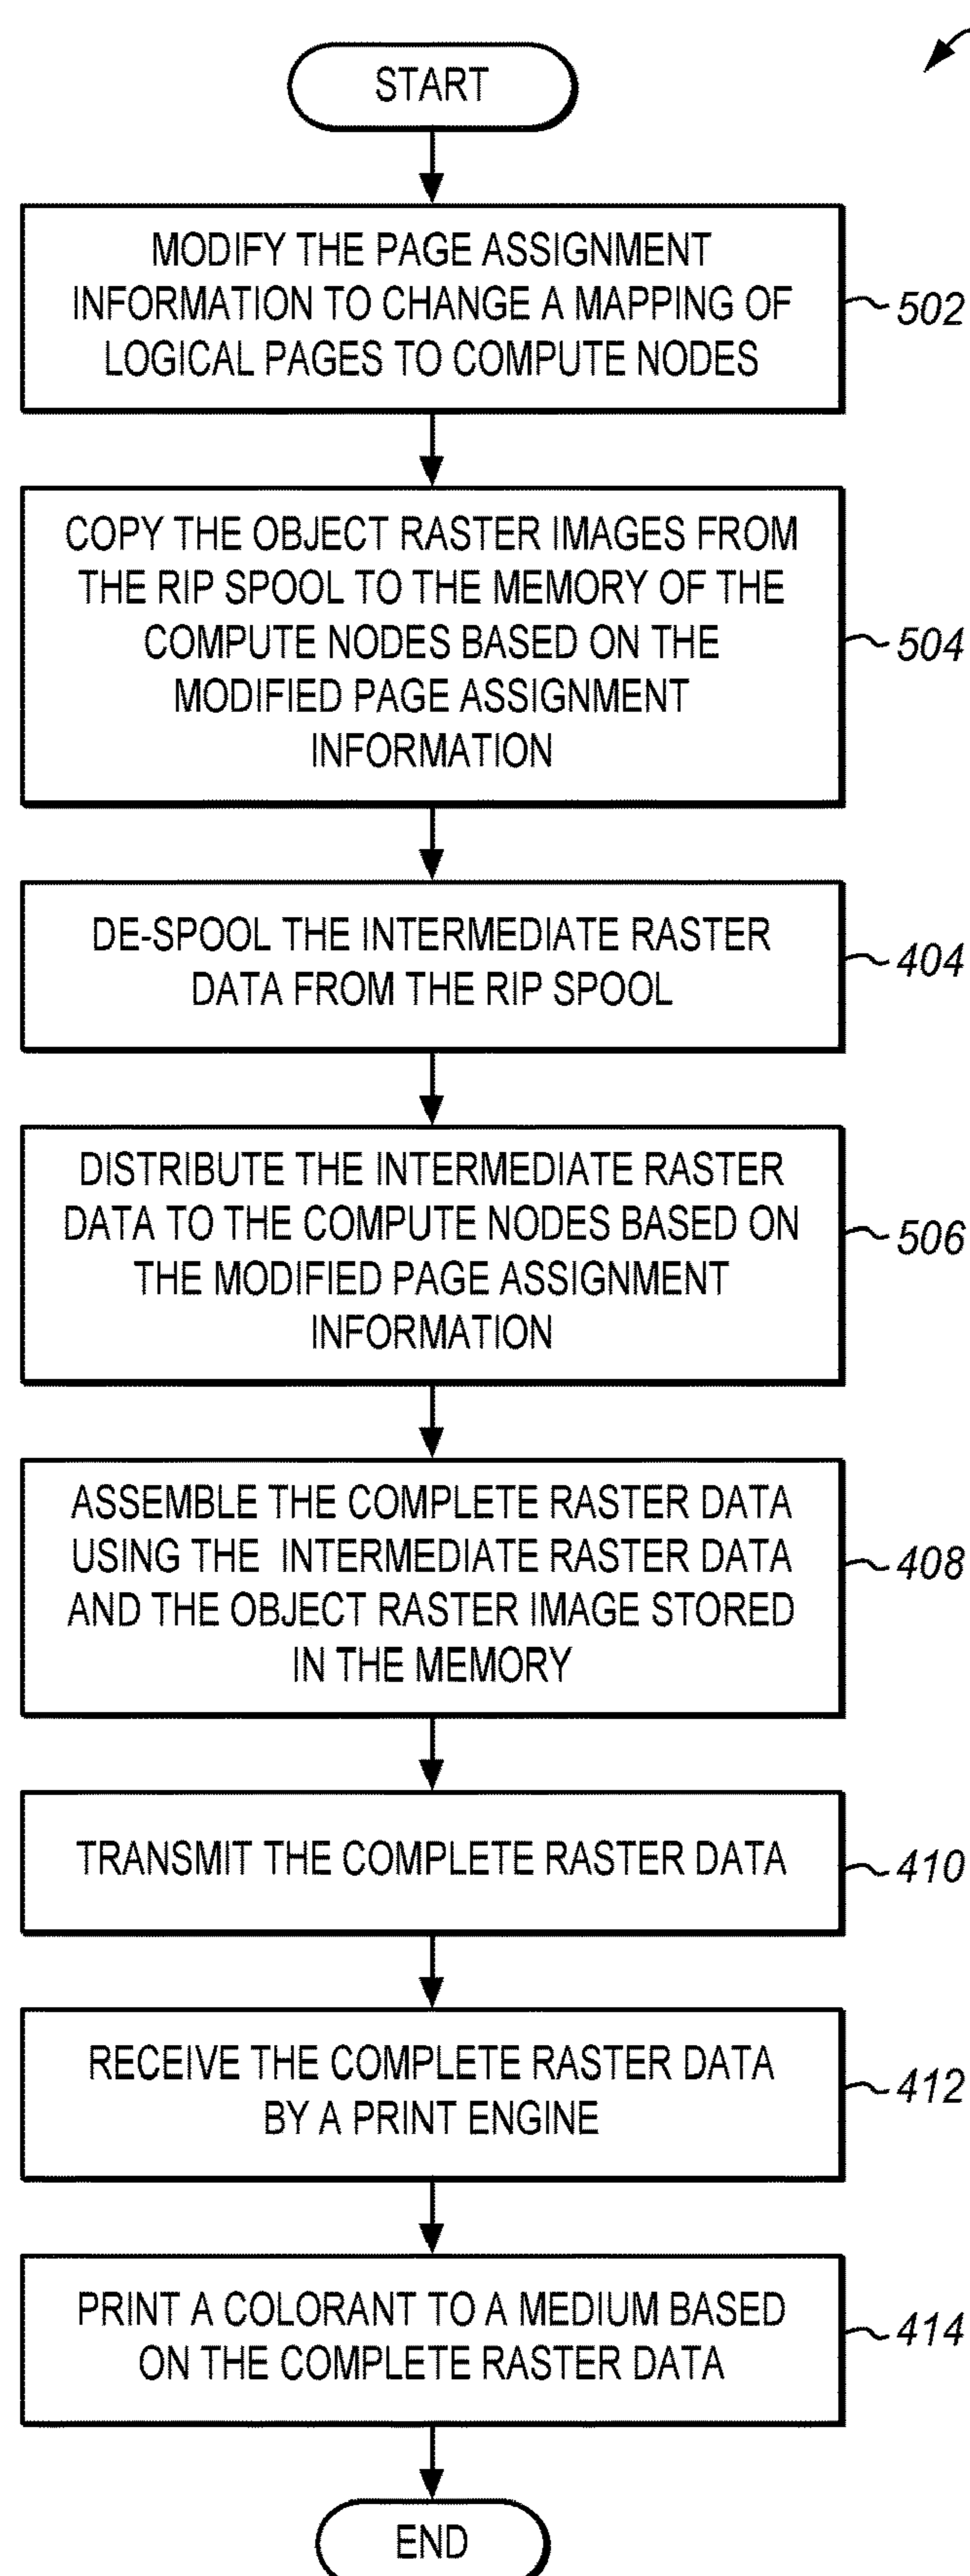 START
MODIFY THE PAGE ASSIGNMENT
INFORMATION TO CHANGE A MAPPING OF
LOGICAL PAGES TO COMPUTE NODES
502
COPY THE OBJECT RASTER IMAGES FROM
THE RIP SPOOL TO THE MEMORY OF THE
COMPUTE NODES BASED ON THE
MODIFIED PAGE ASSIGNMENT
INFORMATION
504
DE-SPOOL THE INTERMEDIATE RASTER
DATA FROM THE RIP SPOOL
404
DISTRIBUTE THE INTERMEDIATE RASTER
DATA TO THE COMPUTE NODES BASED ON
THE MODIFIED PAGE ASSIGNMENT
INFORMATION
506
ASSEMBLE THE COMPLETE RASTER DATA
USING THE INTERMEDIATE RASTER DATA
AND THE OBJECT RASTER IMAGE STORED
IN THE MEMORY
408
TRANSMIT THE COMPLETE RASTER DATA
410
RECEIVE THE COMPLETE RASTER DATA
BY A PRINT ENGINE
412
PRINT A COLORANT TO A MEDIUM BASED
ON THE COMPLETE RASTER DATA
414
END